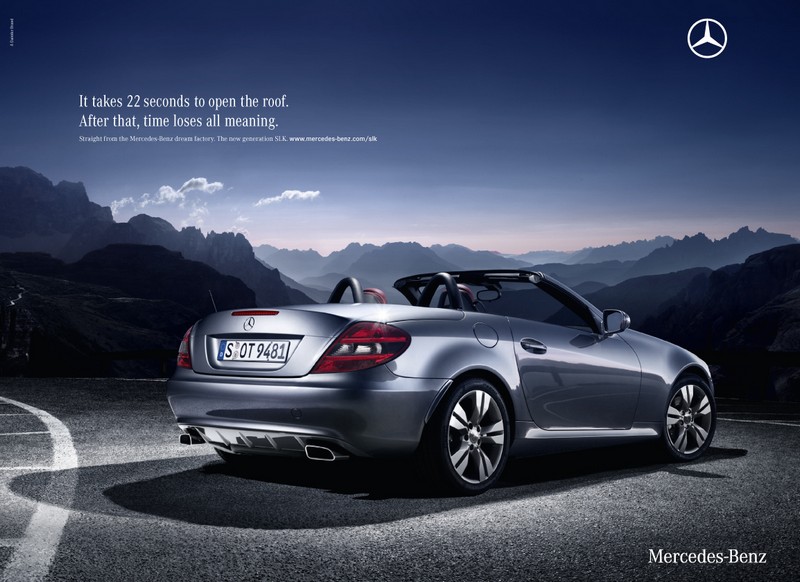 It takes 22 seconds to open the roof.
After that, time loses all meaning.
Straight from the Mercedes-Benz dream factory. The new generation SLK. www.mercedes-benz.com/slk
S OT 9481
Mercedes-Benz